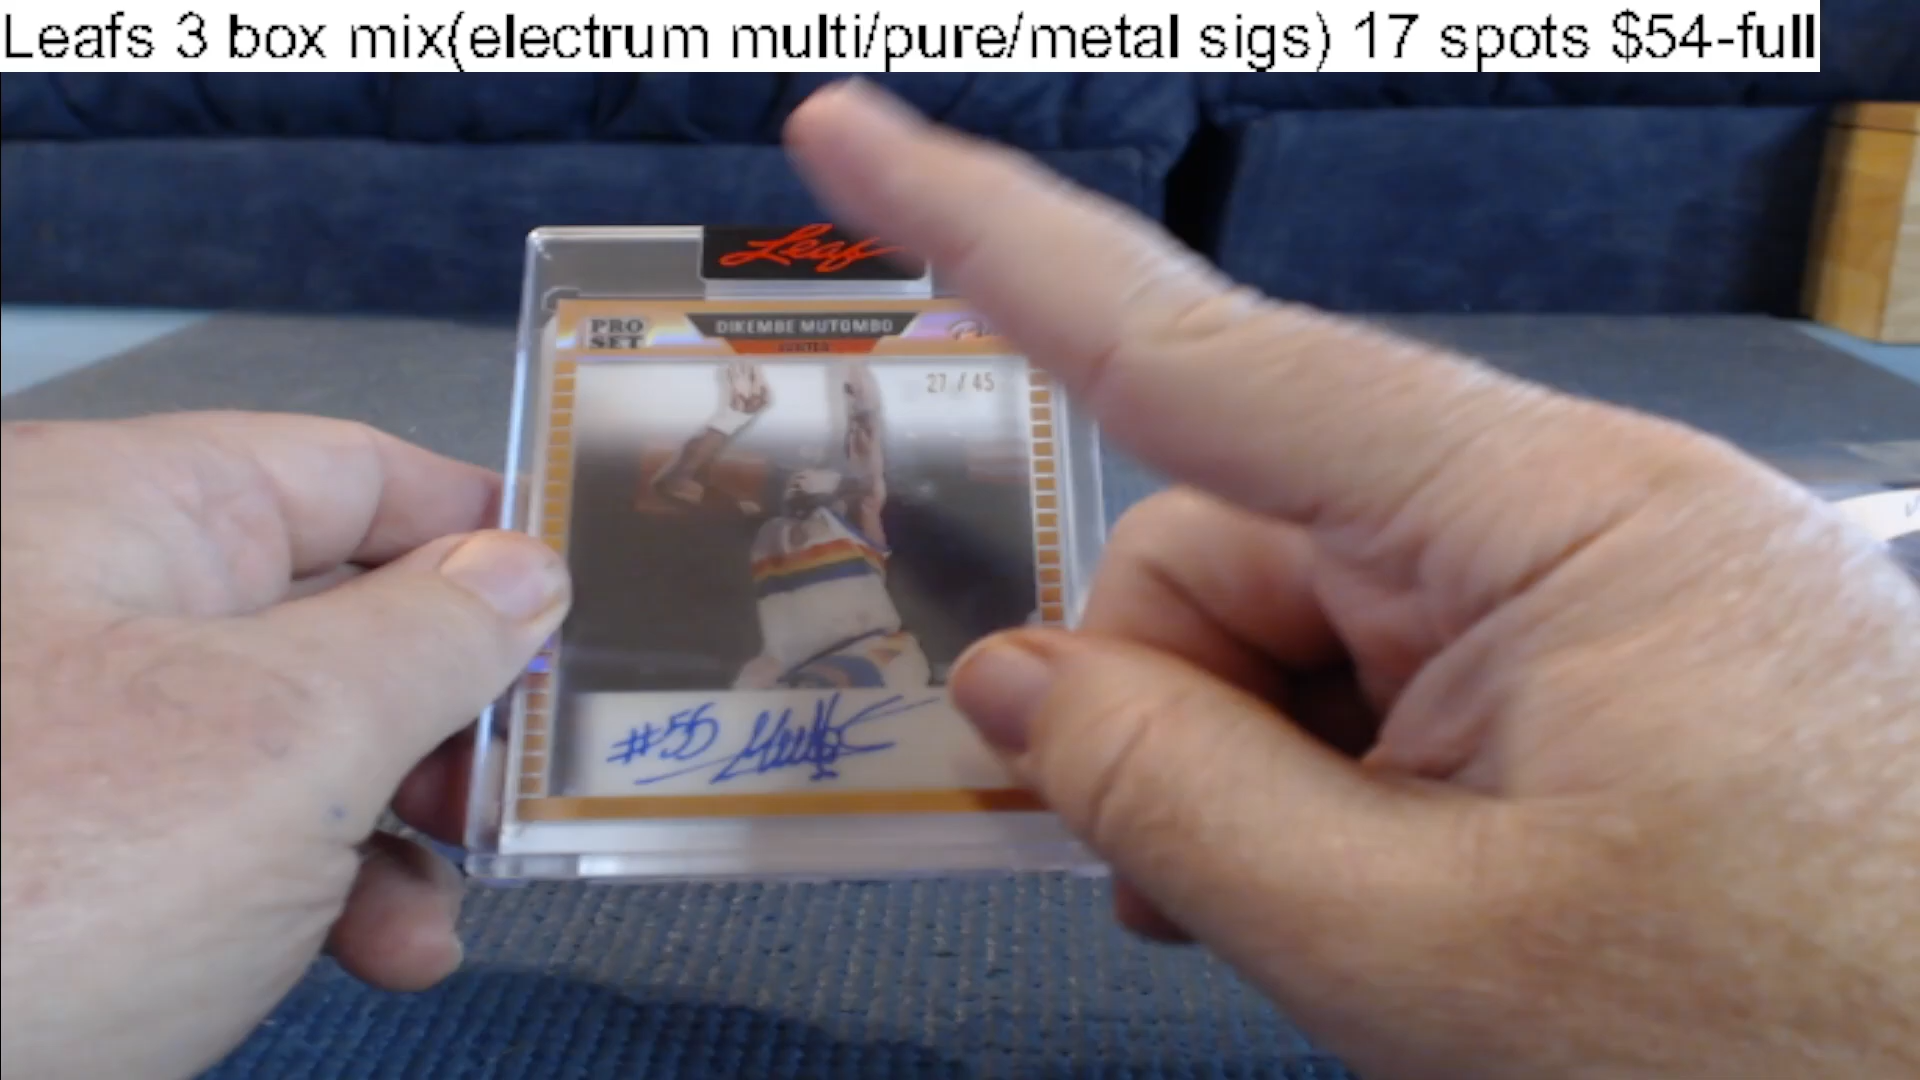 Leafs 3 box mix(electrum multi/pure/metal sigs) 17 spots $54-full
Leaf
PRO
SET
DIKEMBE MUTOMBO
CENTER
27 / 45
#55